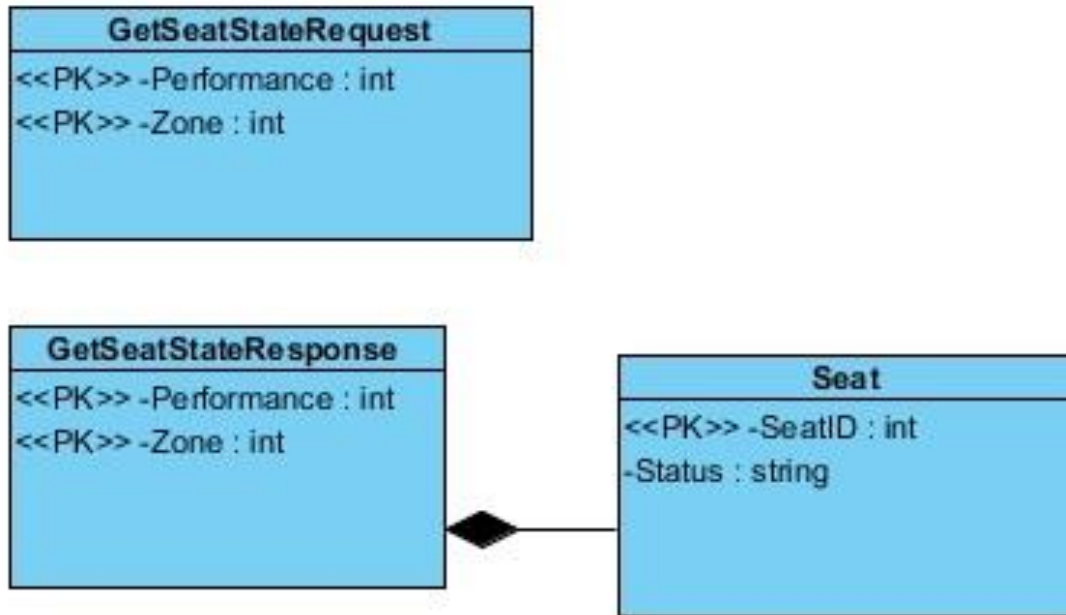 GetSeatStateRequest
<<PK>> -Performance : int
<<PK>> -Zone : int
GetSeatStateResponse
<<PK>> -Performance : int
<<PK>> -Zone : int
Seat
<<PK>> -SeatID : int
-Status : string